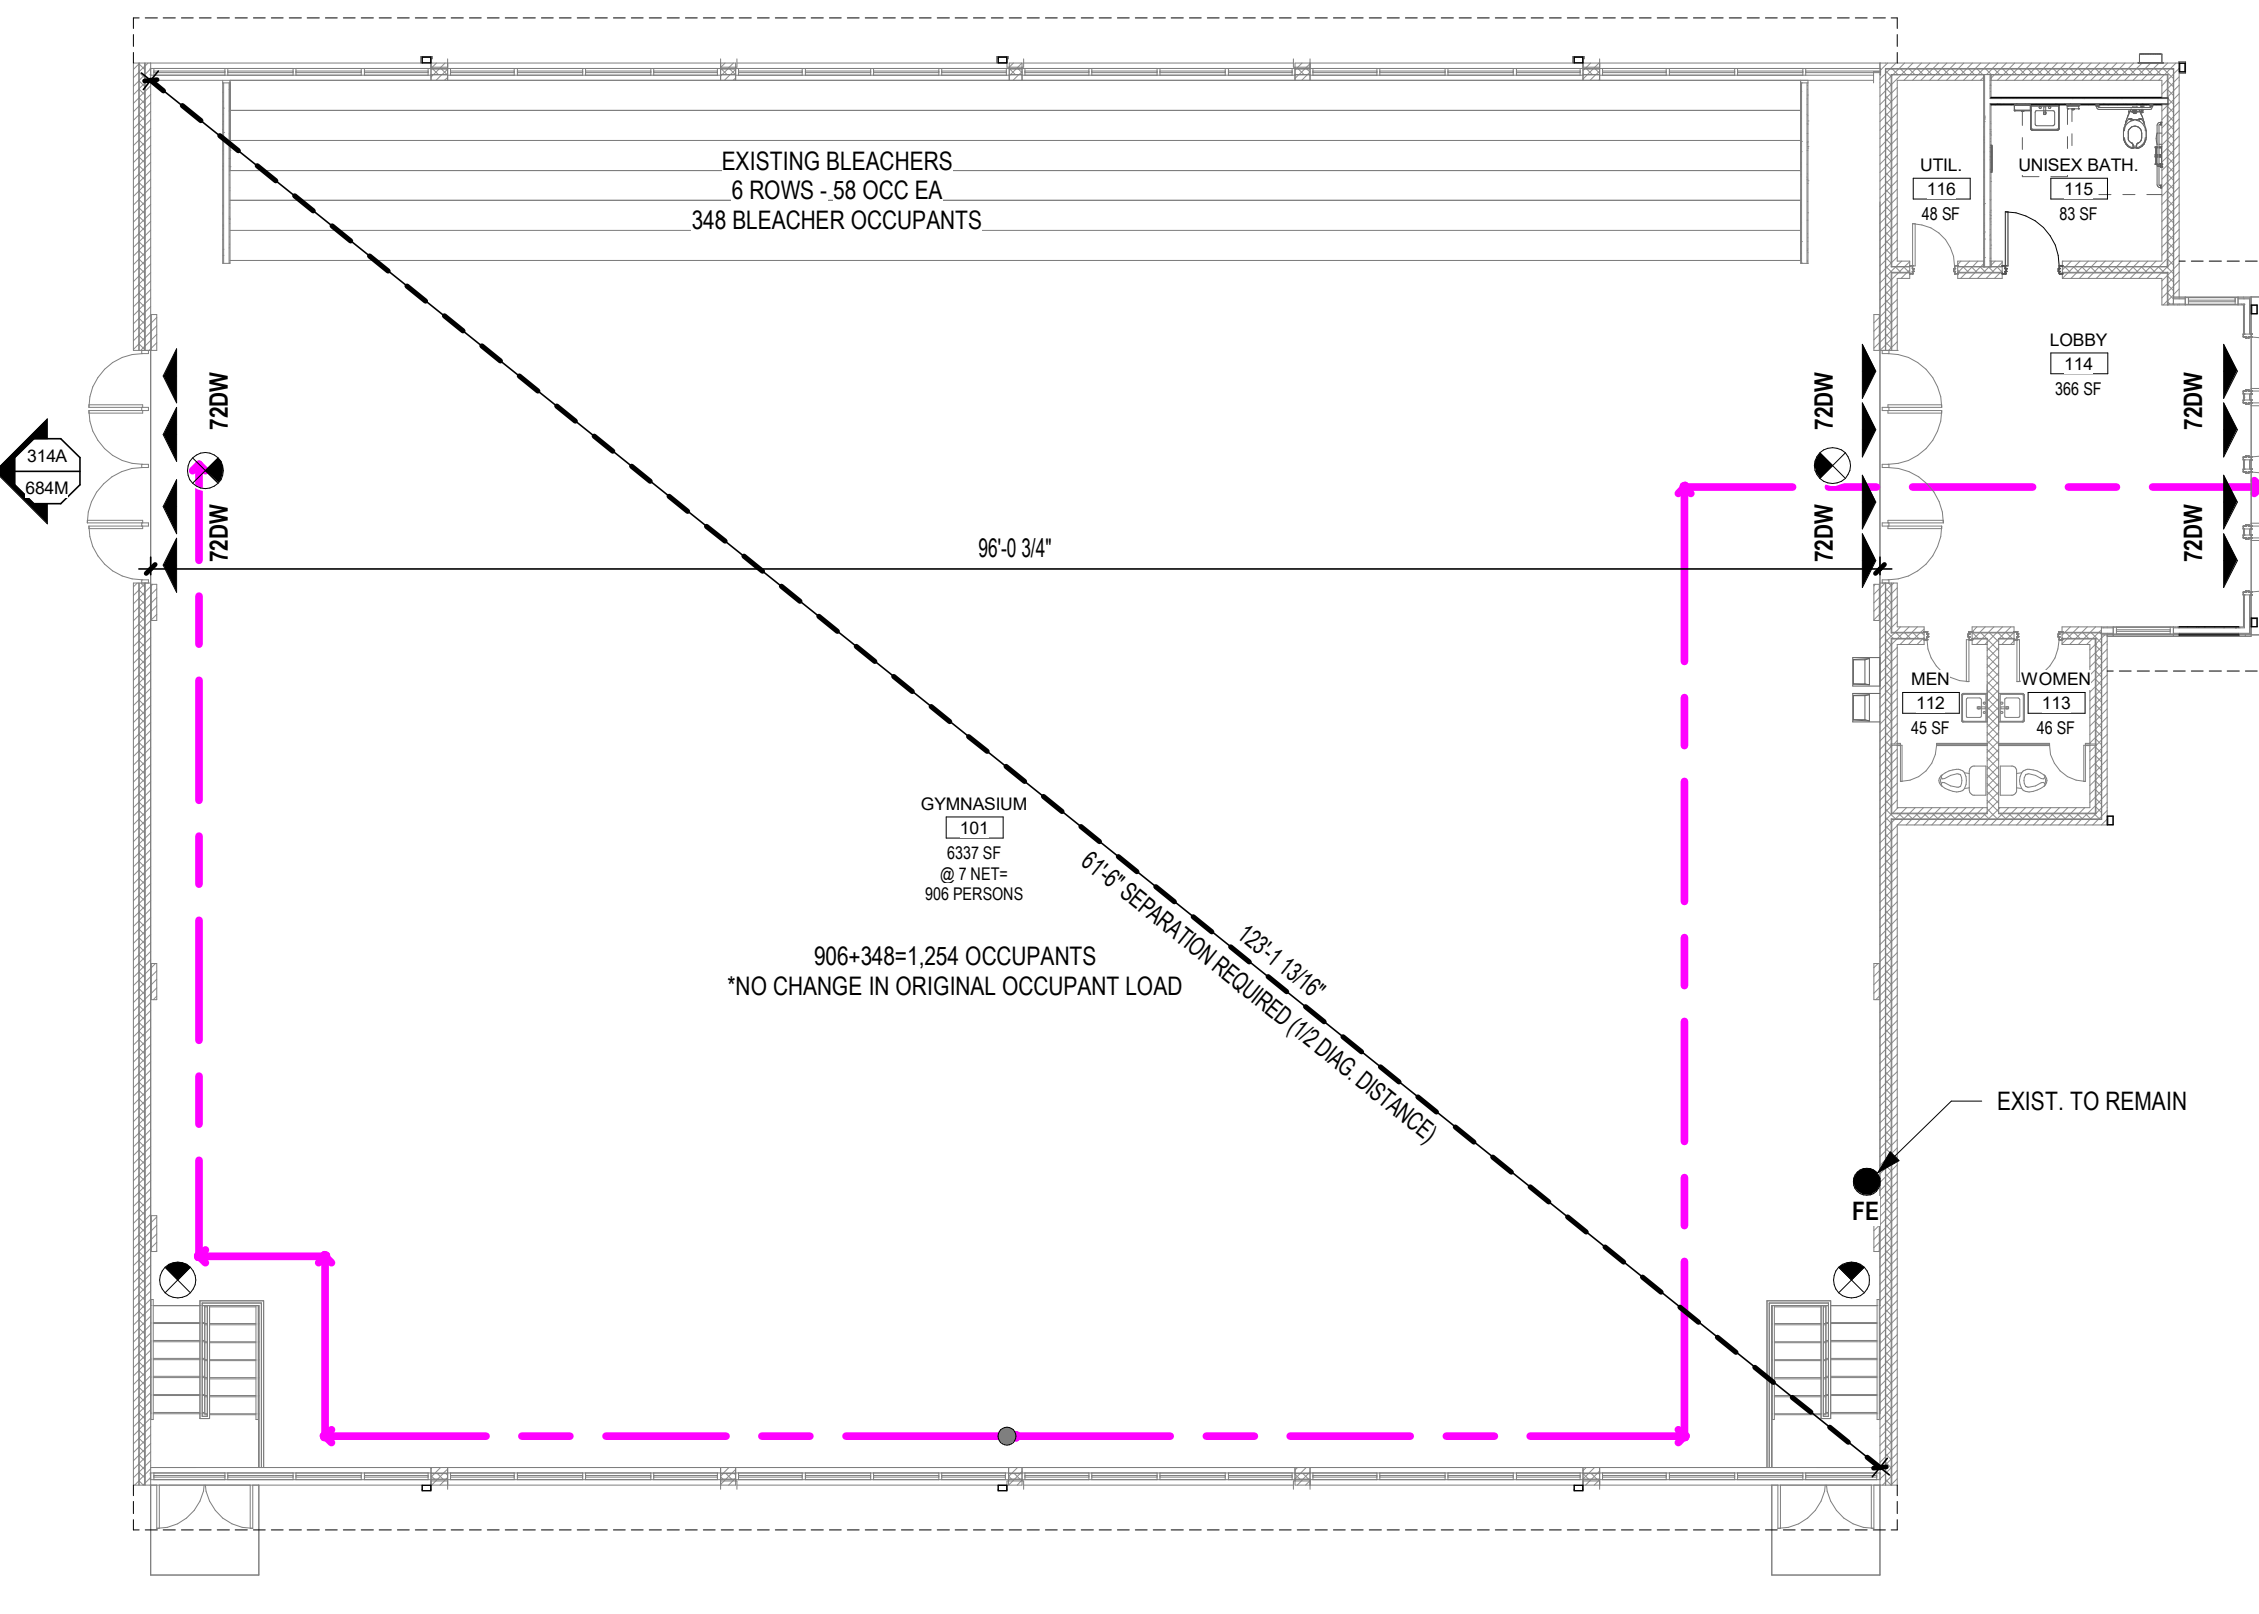 EXISTING BLEACHERS
6 ROWS - 58 OCC EA
348 BLEACHER OCCUPANTS
UTIL.
116
48 SF
UNISEX BATH.
115
83 SF
LOBBY
114
366 SF
72DW
72DW
72DW
314A
684M
72DW
72DW
72DW
96'-0 3/4"
MEN
112
45 SF
WOMEN
113
46 SF
GYMNASIUM
101
6337 SF
@ 7 NET=
906 PERSONS
906+348=1,254 OCCUPANTS
*NO CHANGE IN ORIGINAL OCCUPANT LOAD
123'-1 13/16"
61'-6" SEPARATION REQUIRED (1/2 DIAG. DISTANCE)
EXIST. TO REMAIN
FE